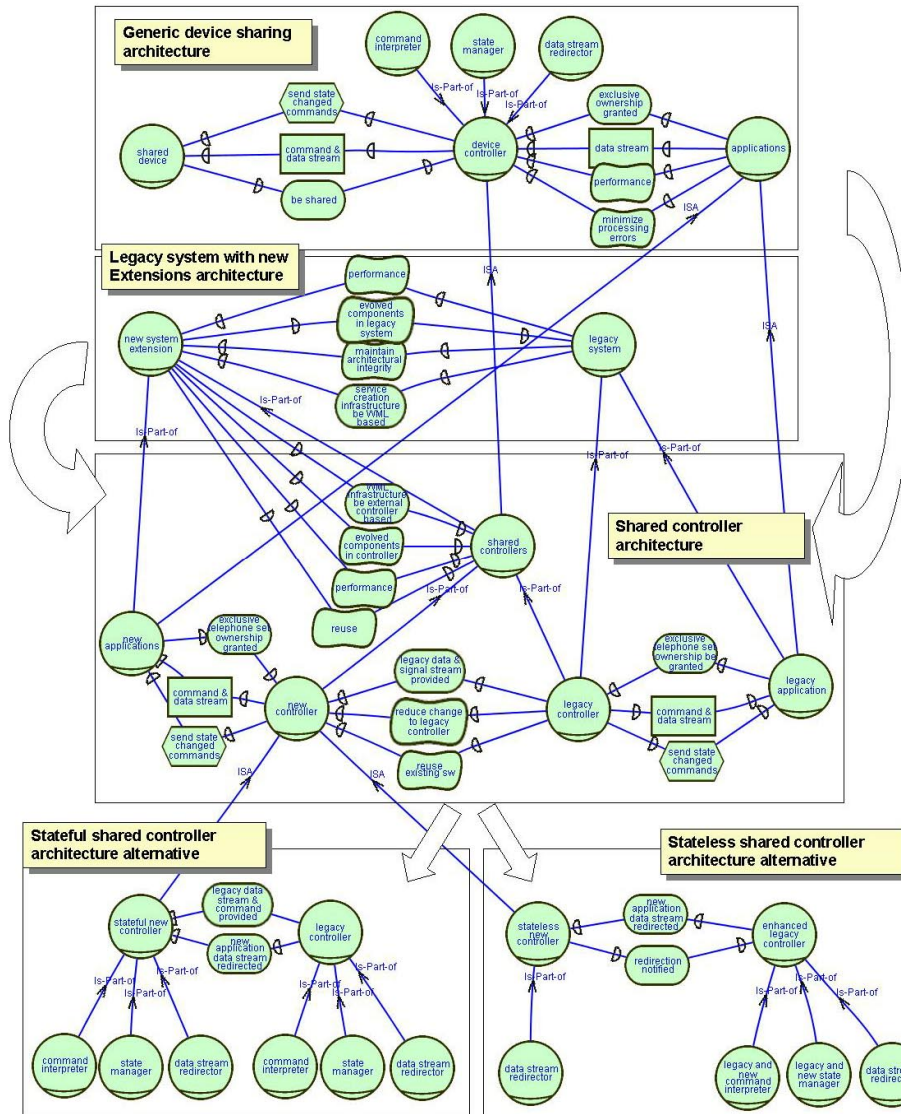 Generic device sharing
architecture
command
interpreter
state
manager
data stream
redirector
Is-Part-of
Is-Part-of
Is-Part-of
send state
changed
commands
exclusive
ownership
granted
shared
device
command &
data stream
device
controller
data stream
applications
be shared
performance
minimize
processing
errors
ISA
Legacy system with new
Extensions architecture
ISA
ISA
performance
evolved
components
in legacy
system
new system
extension
legacy
system
maintain
architectural
integrity
service
creation
infrastructure
be WML based
Is-Part-of
Is-Part-of
Is-Part-of
Is-Part-of
WML
infrastructure
be external
controller
based
Shared controller
architecture
evolved
components
in controller
shared
controllers
performance
Is-Part-of
Is-Part-of
reuse
new
applications
exclusive
telephone set
ownership
granted
exclusive
telephone set
ownership be
granted
legacy data &
signal stream
provided
command &
data stream
new
controller
reduce change
to legacy
controller
legacy
controller
command &
data stream
legacy
application
send state
changed
commands
reuse
existing sw
send state
changed
commands
ISA
ISA
Stateful shared controller
architecture alternative
Stateless shared controller
architecture alternative
legacy data
stream &
command
provided
stateful new
controller
legacy
controller
new
application
data stream
redirected
new
application
data stream
redirected
stateless
new
controller
enhanced
legacy
controller
redirection
notified
Is-Part-of
Is-Part-of
Is-Part-of
Is-Part-of
Is-Part-of
Is-Part-of
Is-Part-of
Is-Part-of
Is-Part-of
Is-Part-of
command
interpreter
state
manager
data stream
redirector
command
interpreter
state
manager
data stream
redirector
data stream
redirector
legacy and
new
command
interpreter
legacy and
new state
manager
data stre
redirec